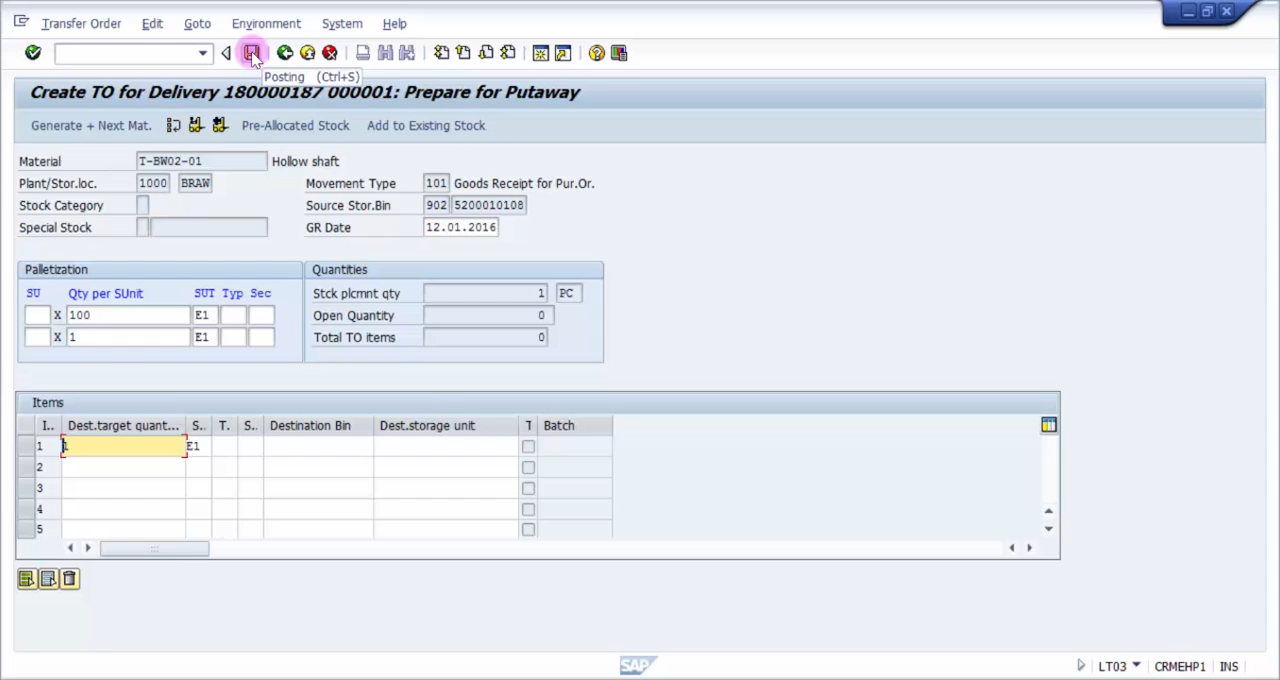 Transfer Order Edit Goto Environment System Help
Posting (Ctrl+S)
Create TO for Delivery 180000187 000001: Prepare for Putaway
Generate + Next Mat. Pre-Allocated Stock Add to Existing Stock
Material T-BW02-01 Hollow shaft
Plant/Stor.loc. 1000 BRAW Movement Type 101 Goods Receipt for Pur.Or.
Stock Category Source Stor.Bin 902 5200010108
Special Stock GR Date 12.01.2016
Palletization Quantities
SU Qty per SUnit SUT Typ Sec Stck plcmnt qty 1 PC
X 100 E1 Open Quantity 0
X 1 E1 Total TO items 0
Items
I.. Dest.target quant... S.. T. S.. Destination Bin Dest.storage unit T Batch
1 1 E1
2
3
4
5
SAP LT03 CRMEHP1 INS